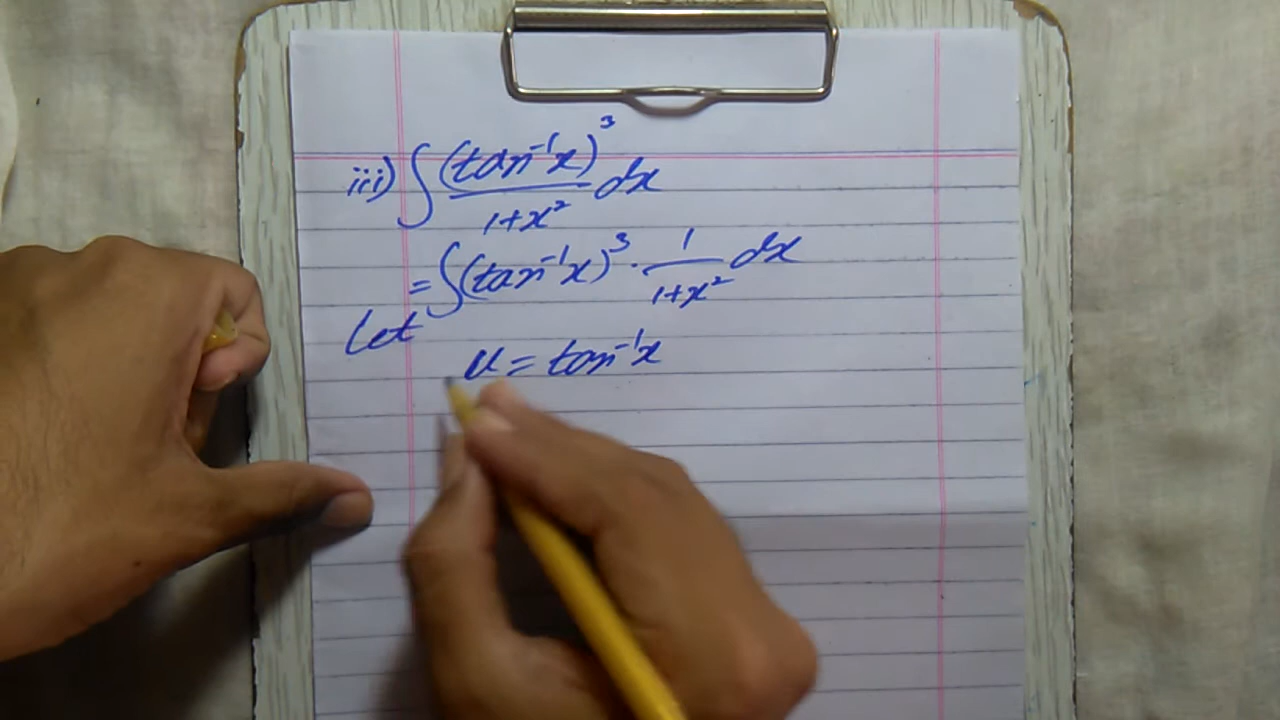 iii) ∫ (tan⁻¹x)³ / 1+x² dx
= ∫(tan⁻¹x)³ · 1 / 1+x² dx
Let
u = tan⁻¹x